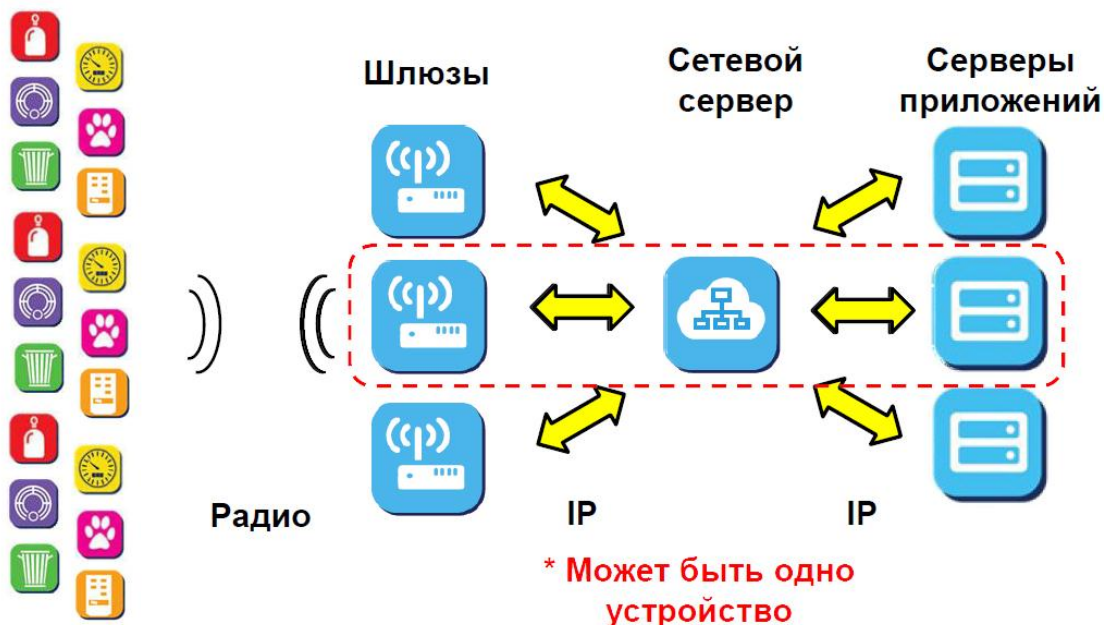 Шлюзы
Сетевой
сервер
Серверы
приложений
Радио
IP
IP
* Может быть одно
устройство